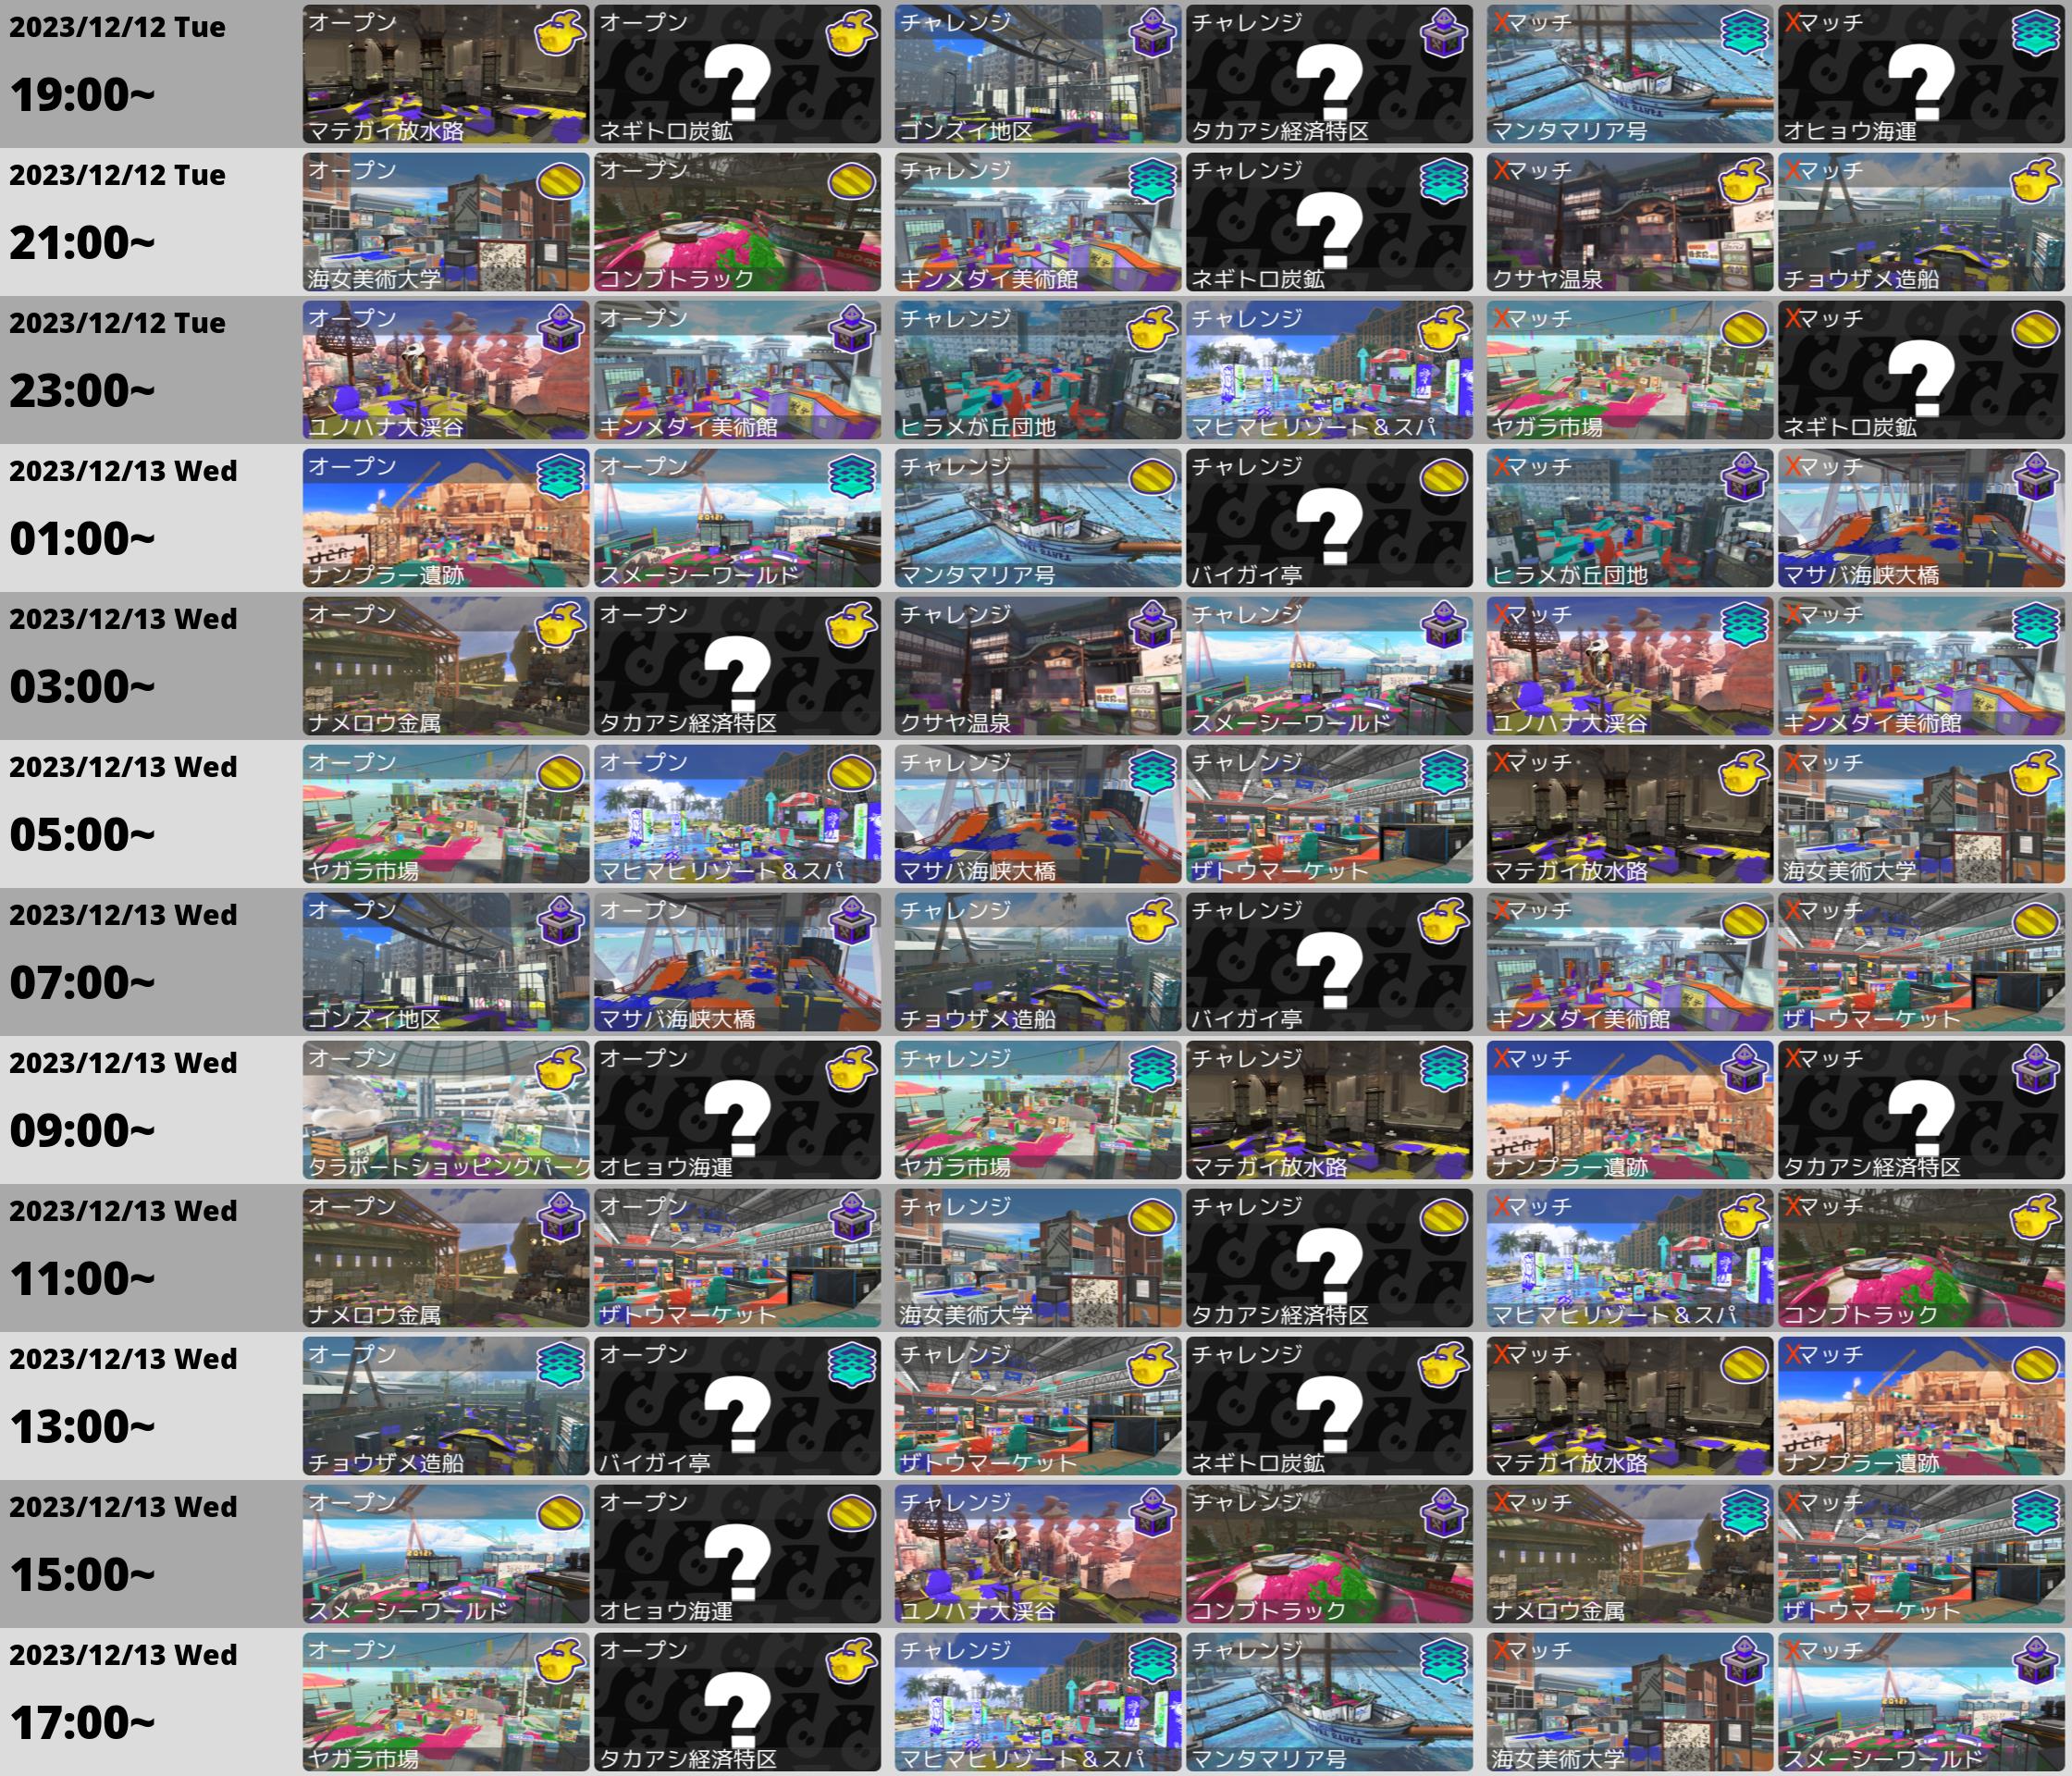 2023/12/12 Tue
19:00~
オープン
マテガイ放水路
オープン
ネギトロ炭鉱
チャレンジ
ゴンズイ地区
チャレンジ
タカアシ経済特区
Xマッチ
マンタマリア号
Xマッチ
オヒョウ海運
2023/12/12 Tue
21:00~
オープン
海女美術大学
オープン
コンブトラック
チャレンジ
キンメダイ美術館
チャレンジ
ネギトロ炭鉱
Xマッチ
クサヤ温泉
Xマッチ
チョウザメ造船
2023/12/12 Tue
23:00~
オープン
ユノハナ大渓谷
オープン
キンメダイ美術館
チャレンジ
ヒラメが丘団地
チャレンジ
マヒマヒリゾート&スパ
Xマッチ
ヤガラ市場
Xマッチ
ネギトロ炭鉱
2023/12/13 Wed
01:00~
オープン
ナンプラー遺跡
オープン
スメーシーワールド
チャレンジ
マンタマリア号
チャレンジ
バイガイ亭
Xマッチ
ヒラメが丘団地
Xマッチ
マサバ海峡大橋
2023/12/13 Wed
03:00~
オープン
ナメロウ金属
オープン
タカアシ経済特区
チャレンジ
クサヤ温泉
チャレンジ
スメーシーワールド
Xマッチ
ユノハナ大渓谷
Xマッチ
キンメダイ美術館
2023/12/13 Wed
05:00~
オープン
ヤガラ市場
オープン
マヒマヒリゾート&スパ
チャレンジ
マサバ海峡大橋
チャレンジ
ザトウマーケット
Xマッチ
マテガイ放水路
Xマッチ
海女美術大学
2023/12/13 Wed
07:00~
オープン
ゴンズイ地区
オープン
マサバ海峡大橋
チャレンジ
チョウザメ造船
チャレンジ
バイガイ亭
Xマッチ
キンメダイ美術館
Xマッチ
ザトウマーケット
2023/12/13 Wed
09:00~
オープン
タラポートショッピングパーク
オープン
オヒョウ海運
チャレンジ
ヤガラ市場
チャレンジ
マテガイ放水路
Xマッチ
ナンプラー遺跡
Xマッチ
タカアシ経済特区
2023/12/13 Wed
11:00~
オープン
ナメロウ金属
オープン
ザトウマーケット
チャレンジ
海女美術大学
チャレンジ
タカアシ経済特区
Xマッチ
マヒマヒリゾート&スパ
Xマッチ
コンブトラック
2023/12/13 Wed
13:00~
オープン
チョウザメ造船
オープン
バイガイ亭
チャレンジ
ザトウマーケット
チャレンジ
ネギトロ炭鉱
Xマッチ
マテガイ放水路
Xマッチ
ナンプラー遺跡
2023/12/13 Wed
15:00~
オープン
スメーシーワールド
オープン
オヒョウ海運
チャレンジ
ユノハナ大渓谷
チャレンジ
コンブトラック
Xマッチ
ナメロウ金属
Xマッチ
ザトウマーケット
2023/12/13 Wed
17:00~
オープン
ヤガラ市場
オープン
タカアシ経済特区
チャレンジ
マヒマヒリゾート&スパ
チャレンジ
マンタマリア号
Xマッチ
海女美術大学
Xマッチ
スメーシーワールド